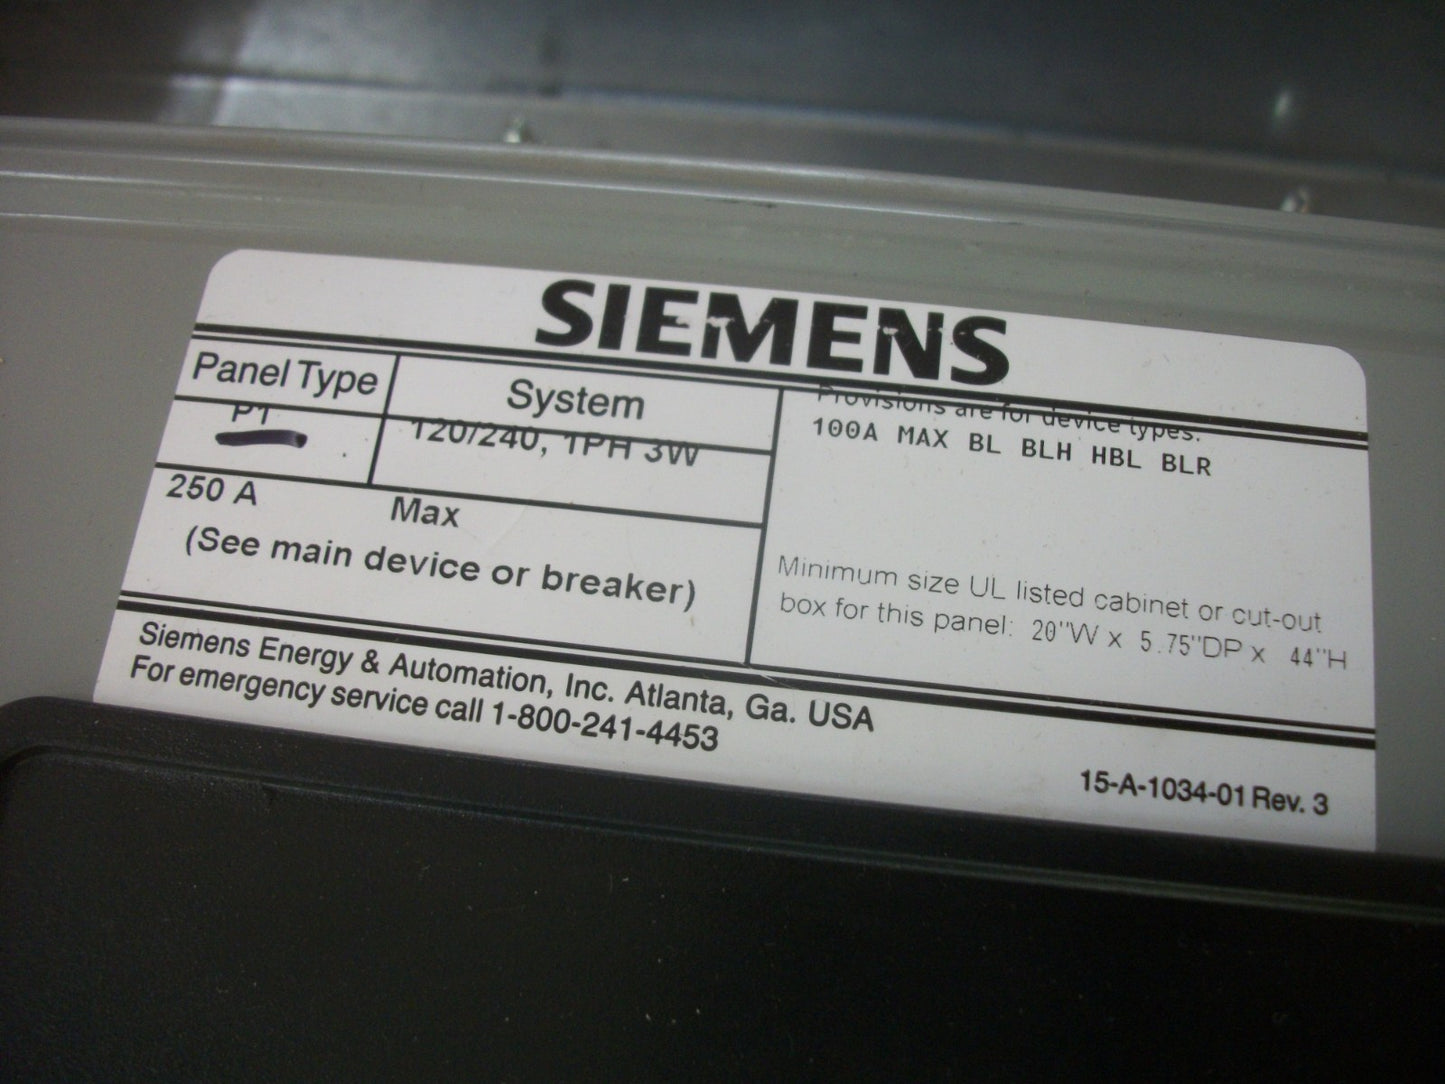 SIEMENS
Panel Type
System
P1
120/240, 1PH 3W
250 A Max
(See main device or breaker)
Provisions are for device types:
100A MAX BL BLH HBL BLR
Minimum size UL listed cabinet or cut-out
box for this panel: 20"W x 5.75"DP x 44"H
Siemens Energy & Automation, Inc. Atlanta, Ga. USA
For emergency service call 1-800-241-4453
15-A-1034-01 Rev. 3